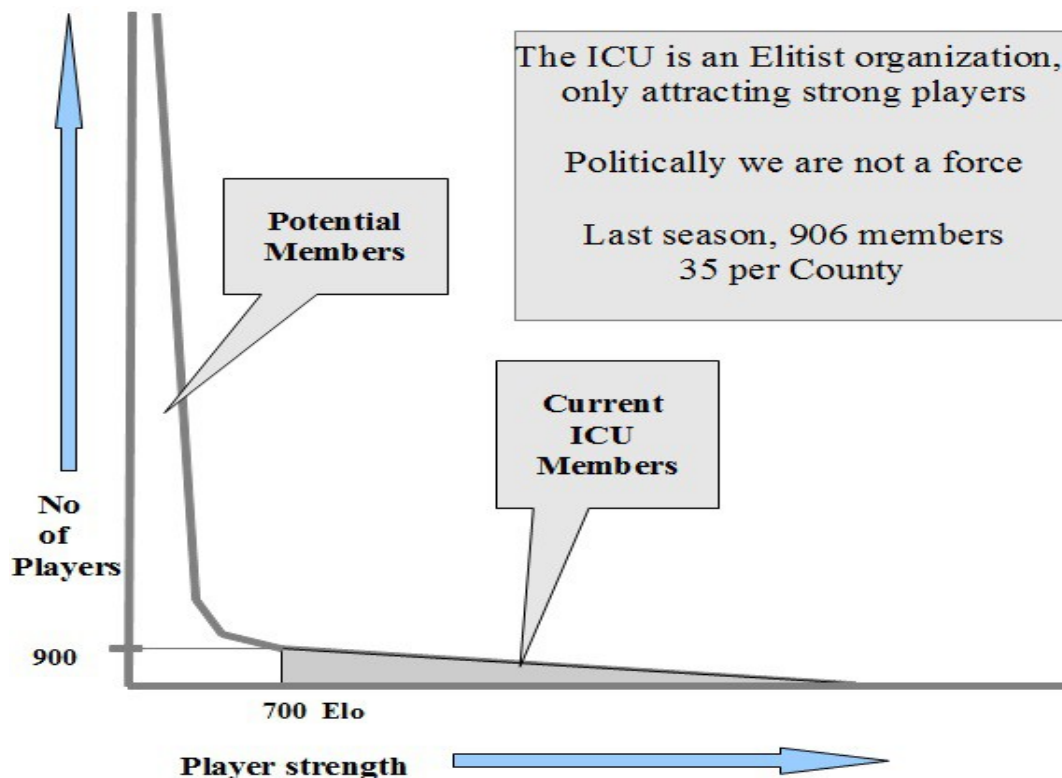 The ICU is an Elitist organization,
only attracting strong players
Politically we are not a force
Last season, 906 members
35 per County
Potential
Members
Current
ICU
Members
No
of
Players
900
700 Elo
Player strength